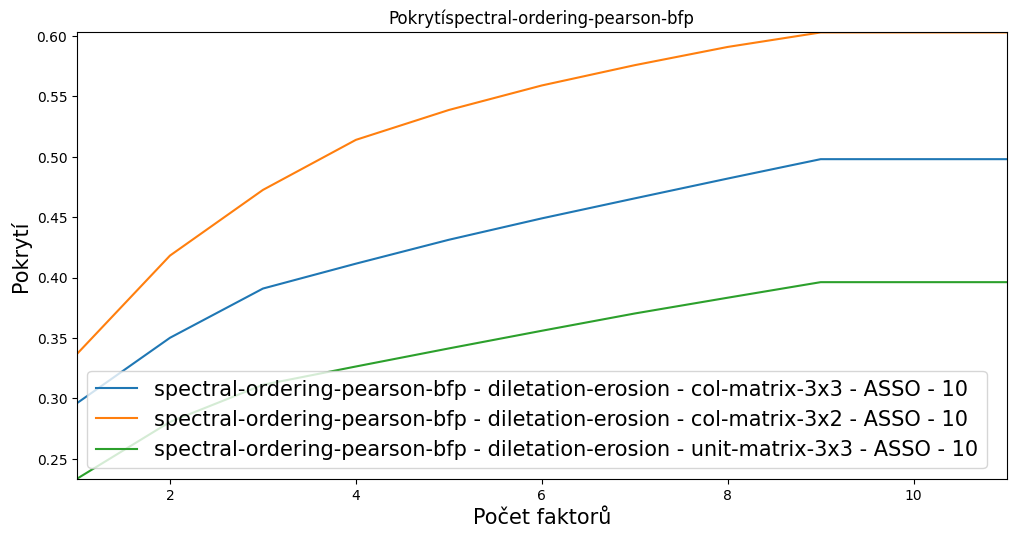 Pokrytíspectral-ordering-pearson-bfp
0.60
0.55
0.50
0.45
0.40
0.35
0.30
0.25
Pokrytí
spectral-ordering-pearson-bfp - diletation-erosion - col-matrix-3x3 - ASSO - 10
spectral-ordering-pearson-bfp - diletation-erosion - col-matrix-3x2 - ASSO - 10
spectral-ordering-pearson-bfp - diletation-erosion - unit-matrix-3x3 - ASSO - 10
2 4 6 8 10
Počet faktorů